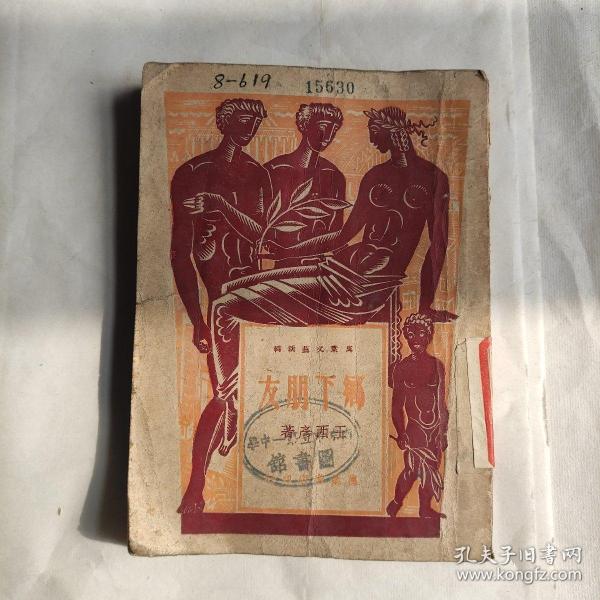 8-619
15630
萬業文藝新輯
鄉下朋友
王西彥著
圖書館
孔夫子旧书网
www.kongfz.com